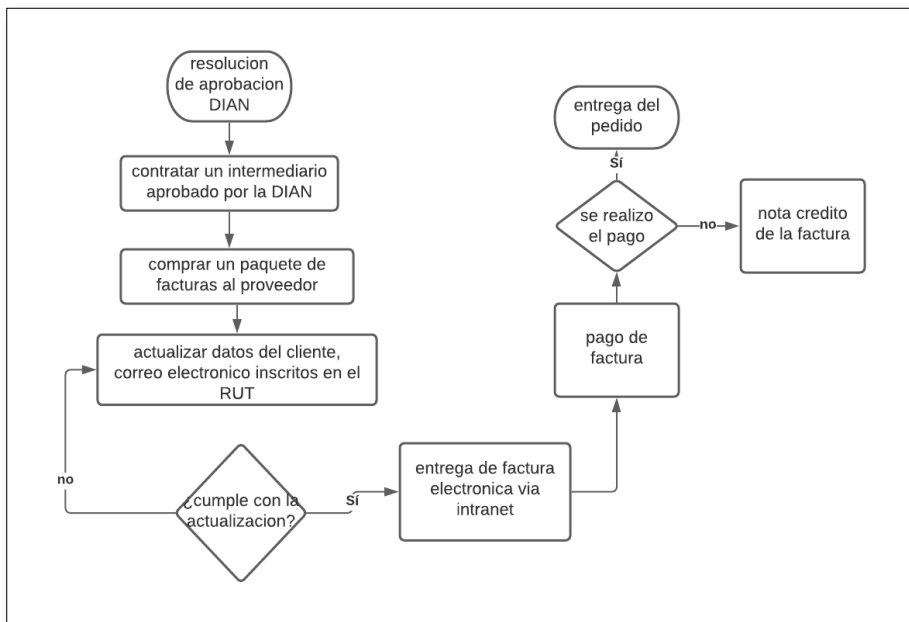 resolucion
de aprobacion
DIAN
contratar un intermediario
aprobado por la DIAN
comprar un paquete de
facturas al proveedor
actualizar datos del cliente,
correo electronico inscritos en el
RUT
no
¿cumple con la
actualizacion?
Sí
entrega de factura
electronica via
intranet
pago de
factura
se realizo
el pago
Sí
entrega del
pedido
no
nota credito
de la factura